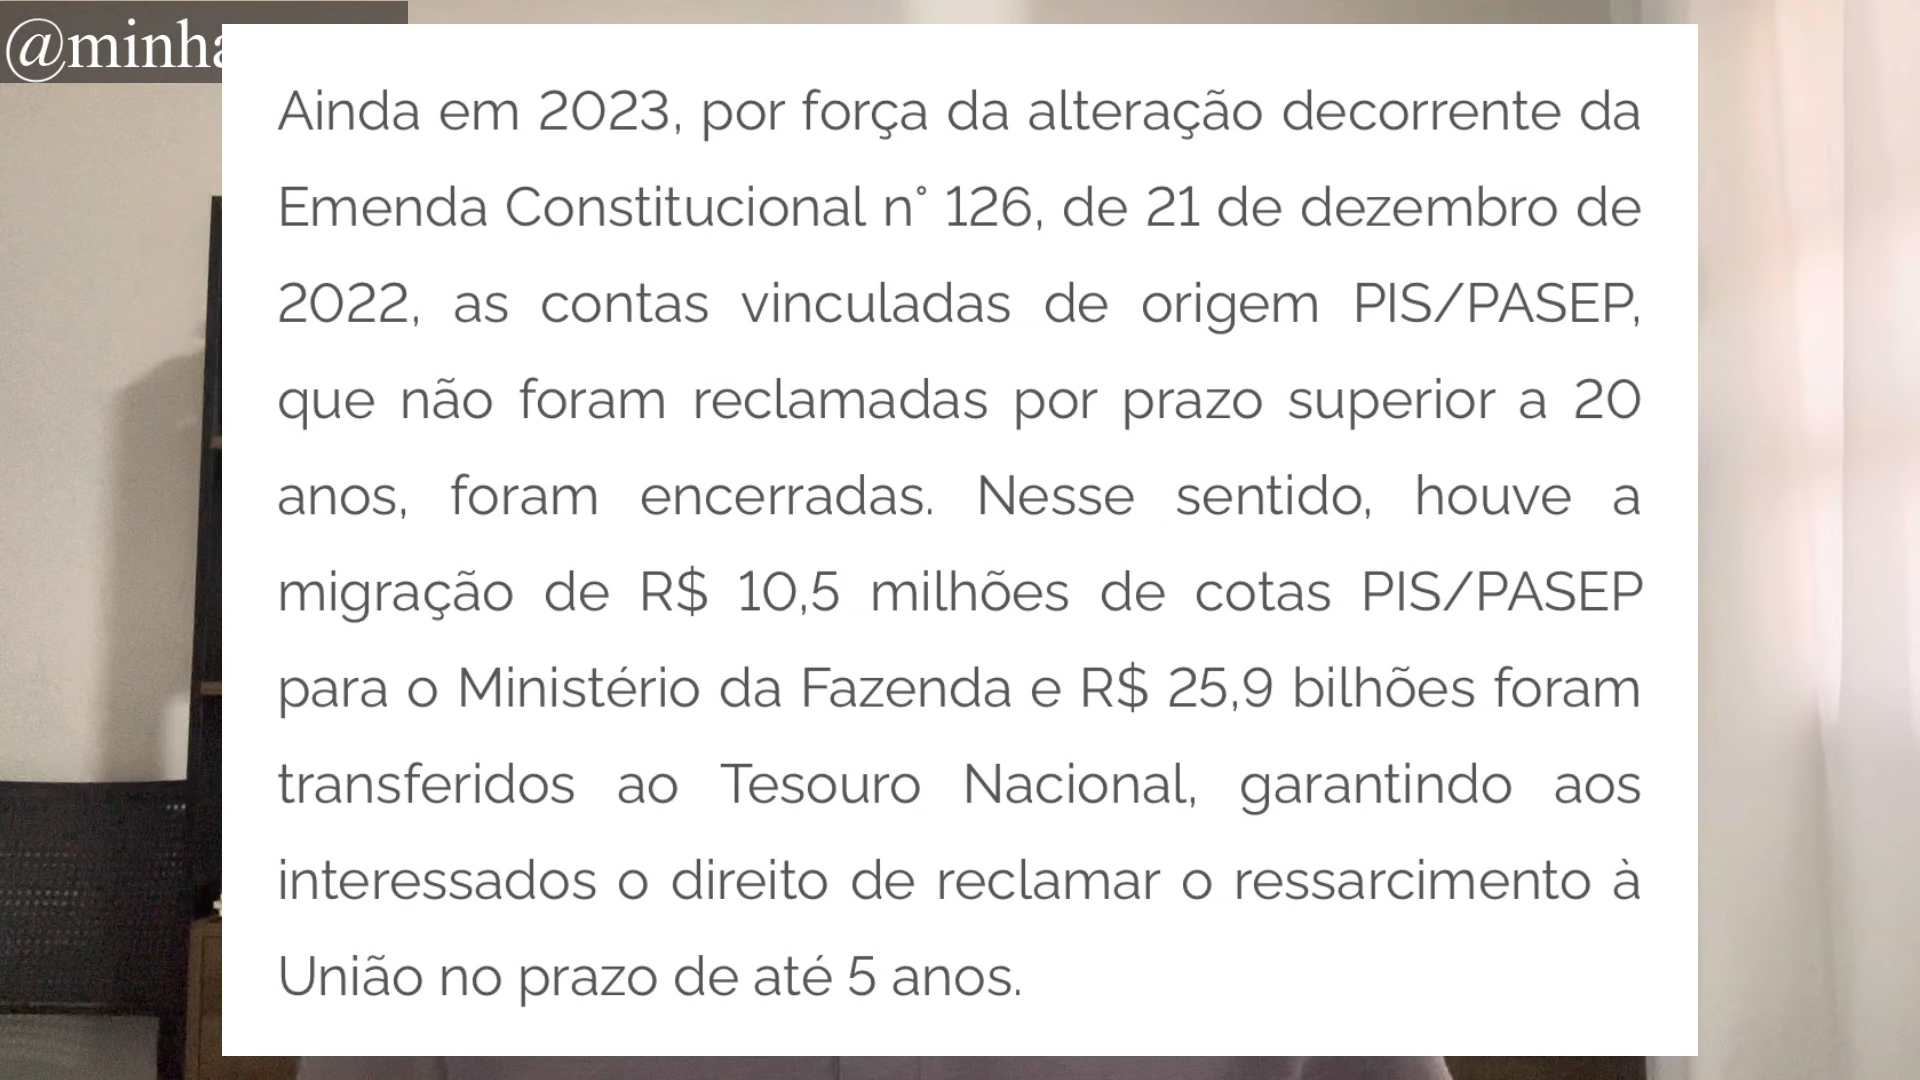 @minha
Ainda em 2023, por força da alteração decorrente da
Emenda Constitucional n° 126, de 21 de dezembro de
2022, as contas vinculadas de origem PIS/PASEP,
que não foram reclamadas por prazo superior a 20
anos, foram encerradas. Nesse sentido, houve a
migração de R$ 10,5 milhões de cotas PIS/PASEP
para o Ministério da Fazenda e R$ 25,9 bilhões foram
transferidos ao Tesouro Nacional, garantindo aos
interessados o direito de reclamar o ressarcimento à
União no prazo de até 5 anos.